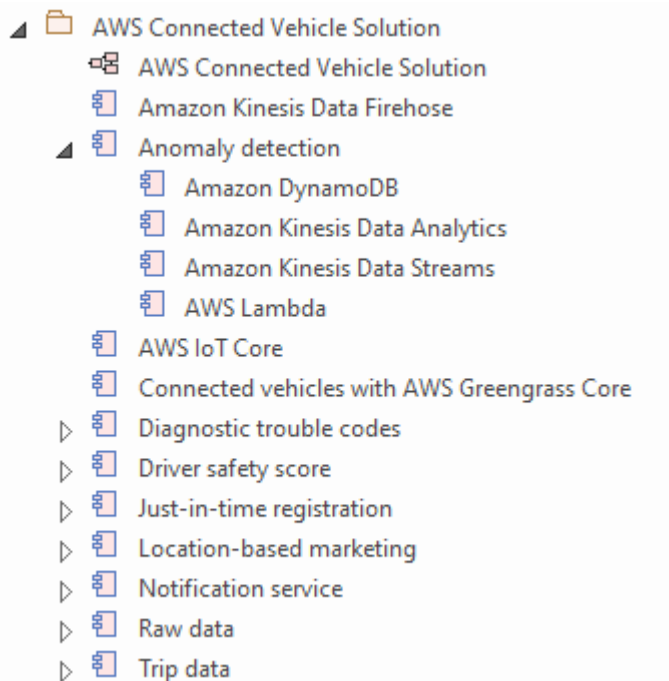 AWS Connected Vehicle Solution
AWS Connected Vehicle Solution
Amazon Kinesis Data Firehose
Anomaly detection
Amazon DynamoDB
Amazon Kinesis Data Analytics
Amazon Kinesis Data Streams
AWS Lambda
AWS IoT Core
Connected vehicles with AWS Greengrass Core
Diagnostic trouble codes
Driver safety score
Just-in-time registration
Location-based marketing
Notification service
Raw data
Trip data